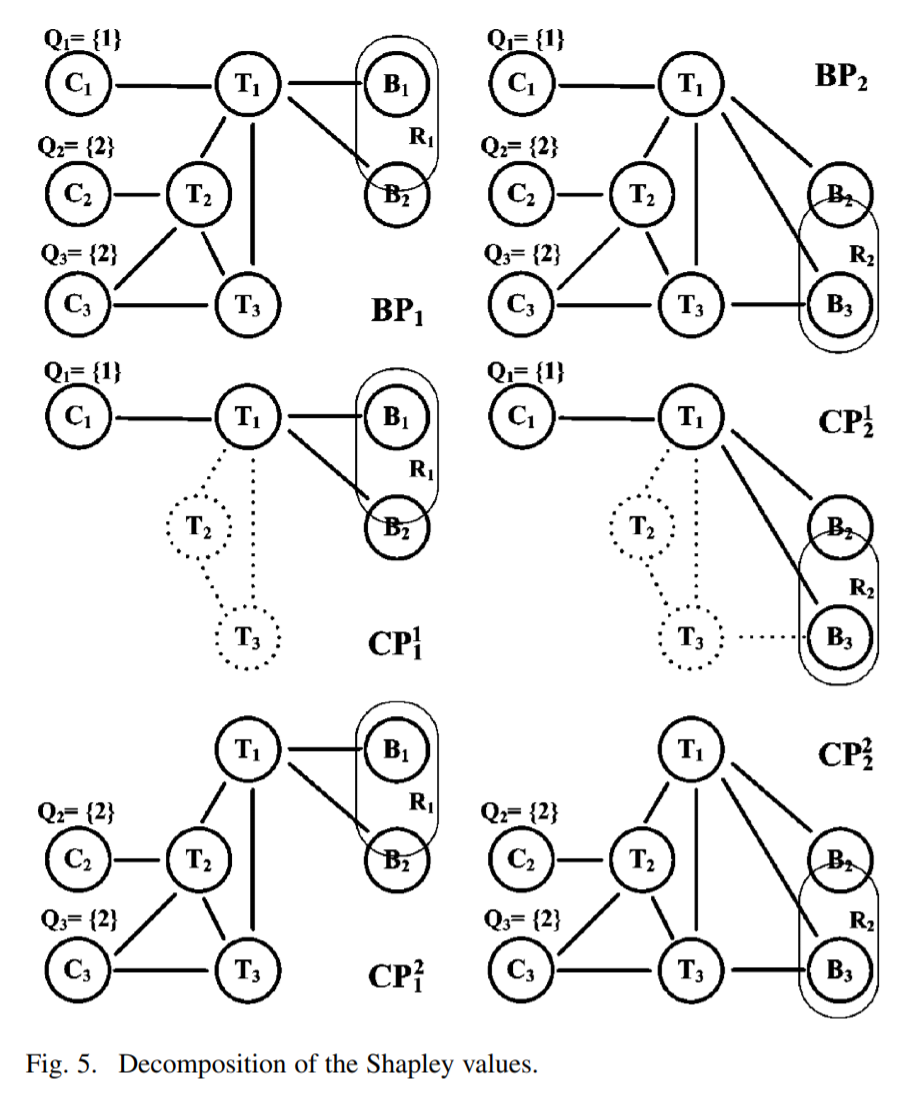 Q₁= {1}
C₁ T₁ B₁
R₁
Q₂= {2}
C₂ T₂ B₂
Q₃= {2}
C₃ T₃
BP₁
Q₁= {1}
C₁ T₁
BP₂
Q₂= {2}
C₂ T₂ B₂
Q₃= {2}
R₂
C₃ T₃ B₃
Q₁= {1}
C₁ T₁ B₁
R₁
T₂ B₂
T₃
CP₁¹
Q₁= {1}
C₁ T₁
CP₂¹
T₂ B₂
R₂
T₃ B₃
T₁ B₁
R₁
Q₂= {2}
C₂ T₂ B₂
Q₃= {2}
C₃ T₃
CP₁²
T₁
CP₂²
Q₂= {2}
C₂ T₂ B₂
Q₃= {2}
R₂
C₃ T₃ B₃
Fig. 5. Decomposition of the Shapley values.